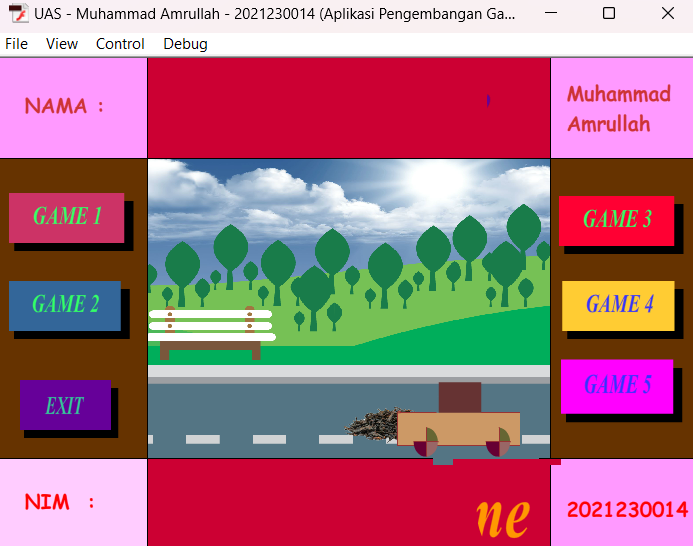 UAS - Muhammad Amrullah - 2021230014 (Aplikasi Pengembangan Ga...
File View Control Debug
NAMA :
Muhammad
Amrullah
GAME 1
GAME 3
GAME 2
GAME 4
EXIT
GAME 5
NIM :
ne
2021230014